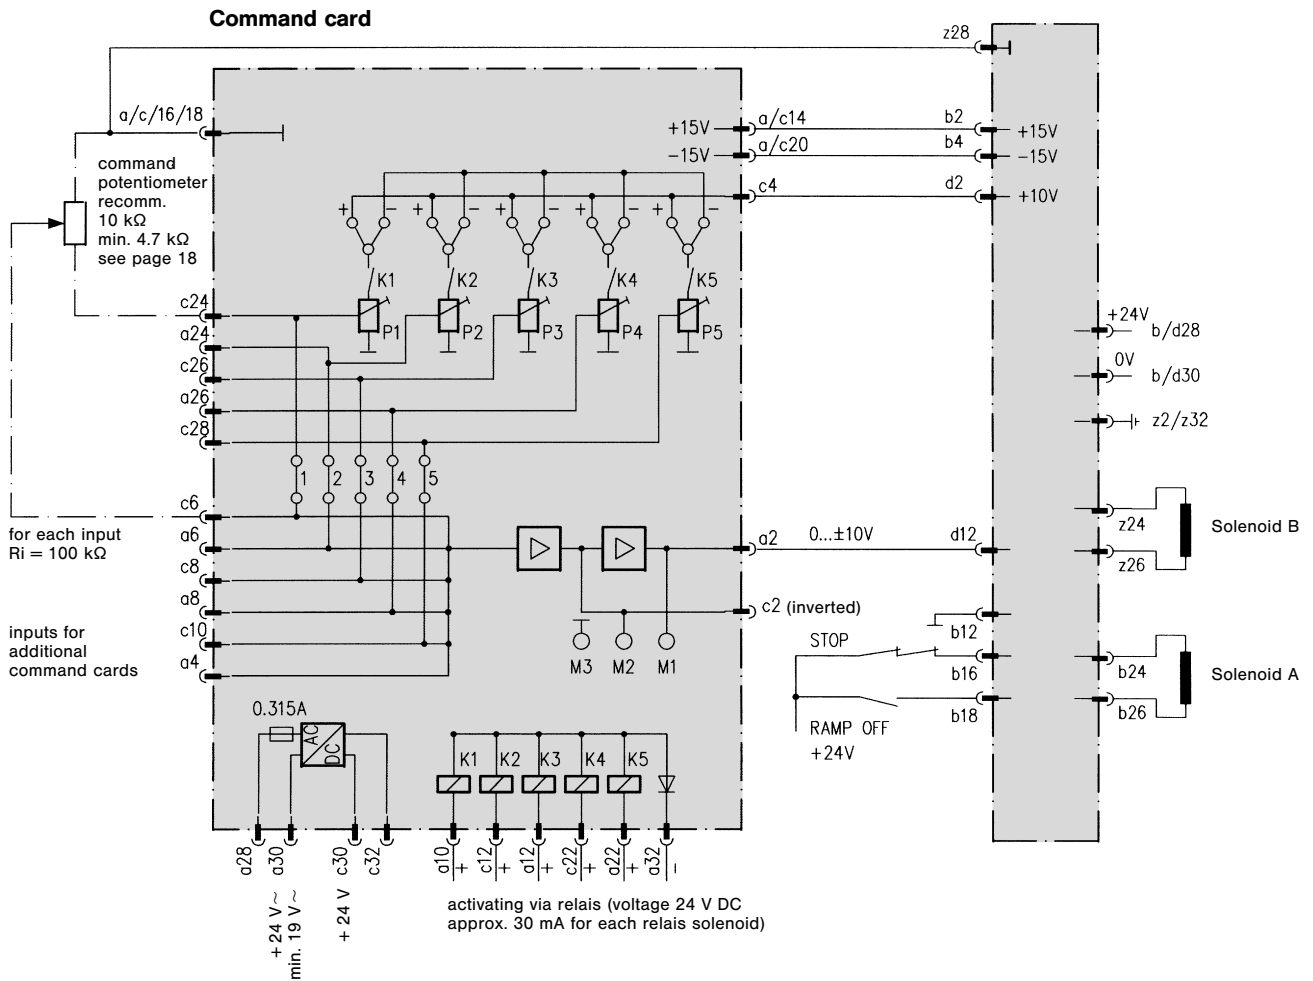 Command card
z28
a/c/16/18
+15V
a/c14
b2
+15V
-15V
a/c20
b4
-15V
c4
d2
+10V
command
potentiometer
recomm.
10 kΩ
min. 4.7 kΩ
see page 18
+ - + - + - + - + -
K1 K2 K3 K4 K5
P1 P2 P3 P4 P5
c24
a24
c26
a26
c28
1 2 3 4 5
+24V
b/d28
0V
b/d30
z2/z32
c6
a6
c8
a8
c10
a4
for each input
Ri = 100 kΩ
inputs for
additional
command cards
a2
0...±10V
d12
c2 (inverted)
M3 M2 M1
z24
z26
Solenoid B
b12
STOP
b16
b18
RAMP OFF
+24V
b24
b26
Solenoid A
0.315A
AC
DC
K1 K2 K3 K4 K5
a28 a30 c30 c32
a10 c12 a12 c22 a22 a32
+ + + + + -
+ 24 V ~
min. 19 V ~
+ 24 V
activating via relais (voltage 24 V DC
approx. 30 mA for each relais solenoid)